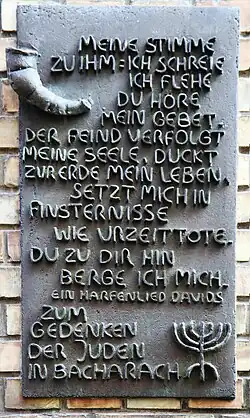 MEINE STIMME
ZU IHM: ICH SCHREIE
ICH FLEHE
DU HÖRE
MEIN GEBET.
DER FEIND VERFOLGT
MEINE SEELE, DUCKT
ZUR ERDE MEIN LEBEN,
SETZT MICH IN
FINSTERNISSE
WIE URZEITTOTE.
DU ZU DIR HIN
BERGE ICH MICH.
EIN HARFENLIED DAVIDS
ZUM
GEDENKEN
DER JUDEN
IN BACHARACH